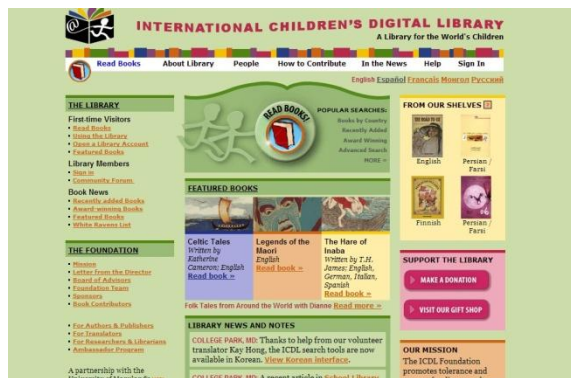 INTERNATIONAL CHILDREN'S DIGITAL LIBRARY
A Library for the World's Children
Read Books About Library People How to Contribute In the News Help Sign In
English Español Français Монгол Русский
THE LIBRARY
First-time Visitors
• Read Books
• Using the Library
• Open a Library Account
• Featured Books
Library Members
• Sign in
• Community Forum
Book News
• Recently added Books
• Award-winning Books
• Featured Books
• White Ravens List
THE FOUNDATION
• Mission
• Letter from the Director
• Board of Advisors
• Foundation Team
• Sponsors
• Book Contributors
• For Authors & Publishers
• For Translators
• For Researchers & Librarians
• Ambassador Program
A partnership with the
READ BOOKS!
POPULAR SEARCHES:
Books by Country
Recently Added
Award Winning
Advanced Search
MORE »
FEATURED BOOKS
Celtic Tales
Written by
Katherine
Cameron; English
Read book »
Legends of the
Maori
English
Read book »
The Hare of
Inaba
Written by T.H.
James; English,
German, Italian,
Spanish
Read book »
Folk Tales from Around the World with Dianne Read more »
LIBRARY NEWS AND NOTES
COLLEGE PARK, MD: Thanks to help from our volunteer
translator Kay Hong, the ICDL search tools are now
available in Korean. View Korean interface.
COLLEGE PARK, MD: A recent article in School Library
FROM OUR SHELVES
English
Persian /
Farsi
Finnish
Persian /
Farsi
SUPPORT THE LIBRARY
MAKE A DONATION
VISIT OUR GIFT SHOP
OUR MISSION
The ICDL Foundation
promotes tolerance and